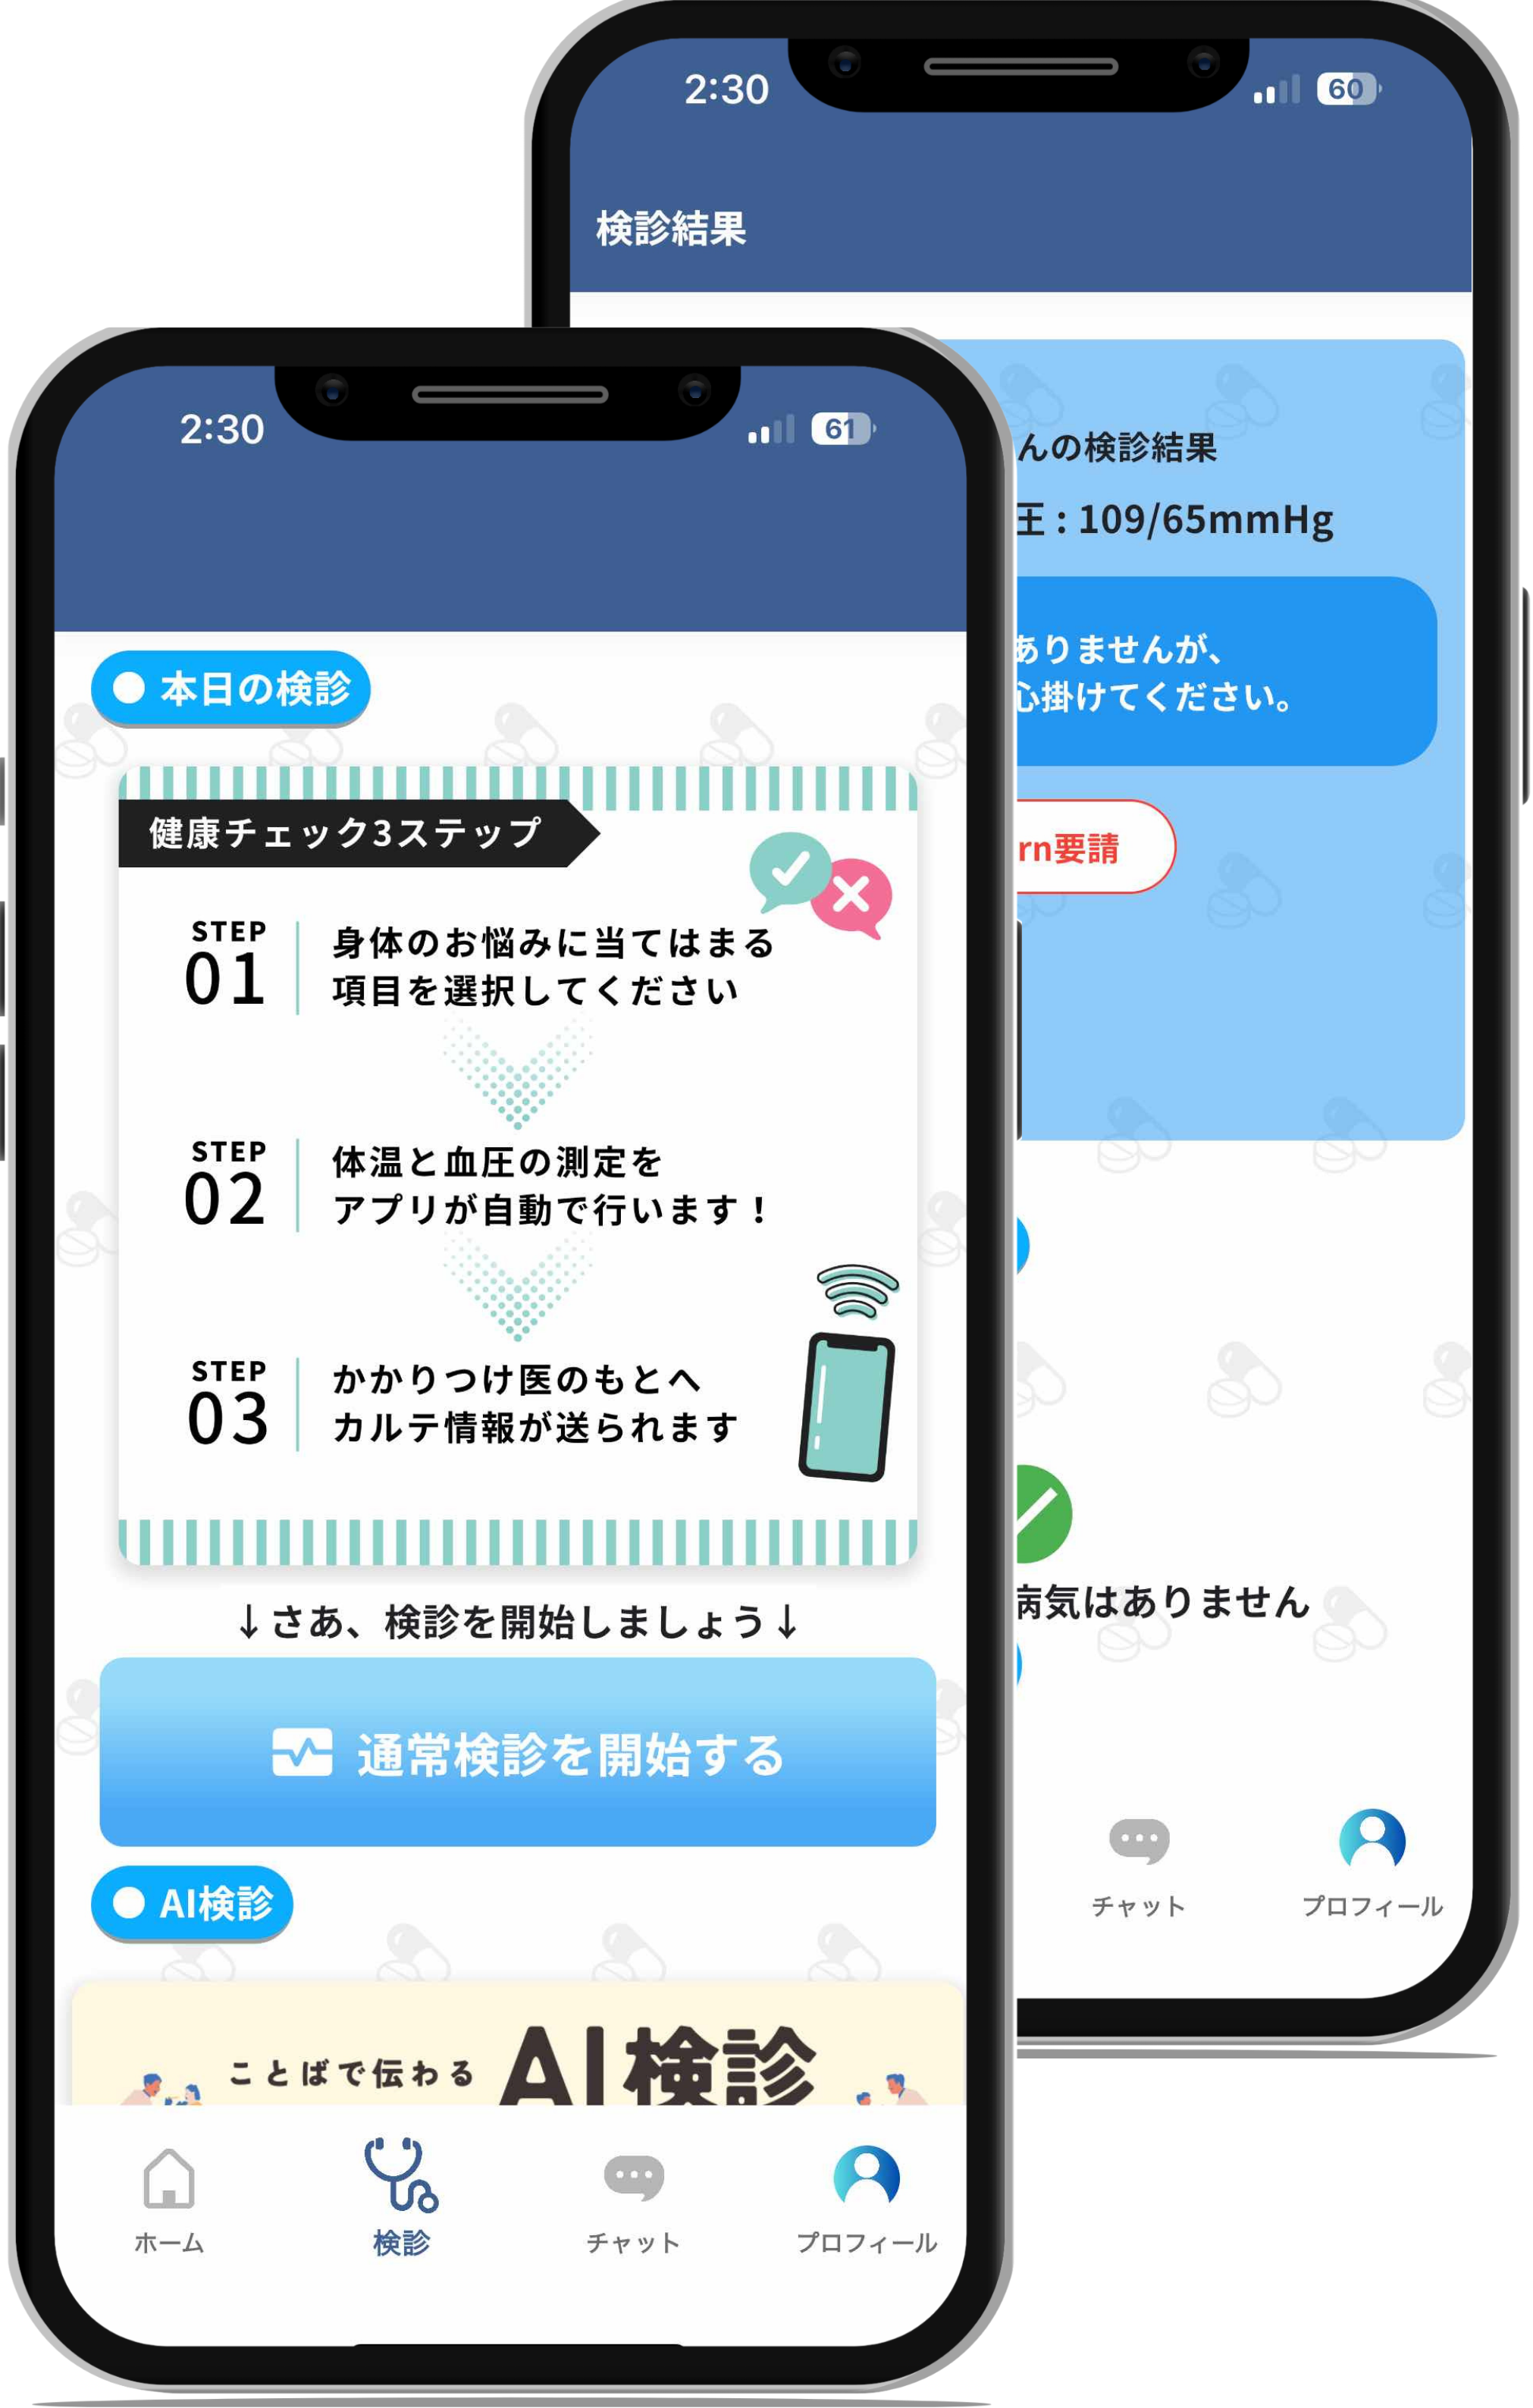 2:30
60
検診結果
んの検診結果
圧：109/65mmHg
ありませんが、
心掛けてください。
rn要請
病気はありません
チャット
プロフィール
2:30
61
本日の検診
健康チェック3ステップ
STEP
01
身体のお悩みに当てはまる
項目を選択してください
STEP
02
体温と血圧の測定を
アプリが自動で行います！
STEP
03
かかりつけ医のもとへ
カルテ情報が送られます
↓さあ、検診を開始しましょう↓
通常検診を開始する
AI検診
ことばで伝わる AI検診
ホーム
検診
チャット
プロフィール